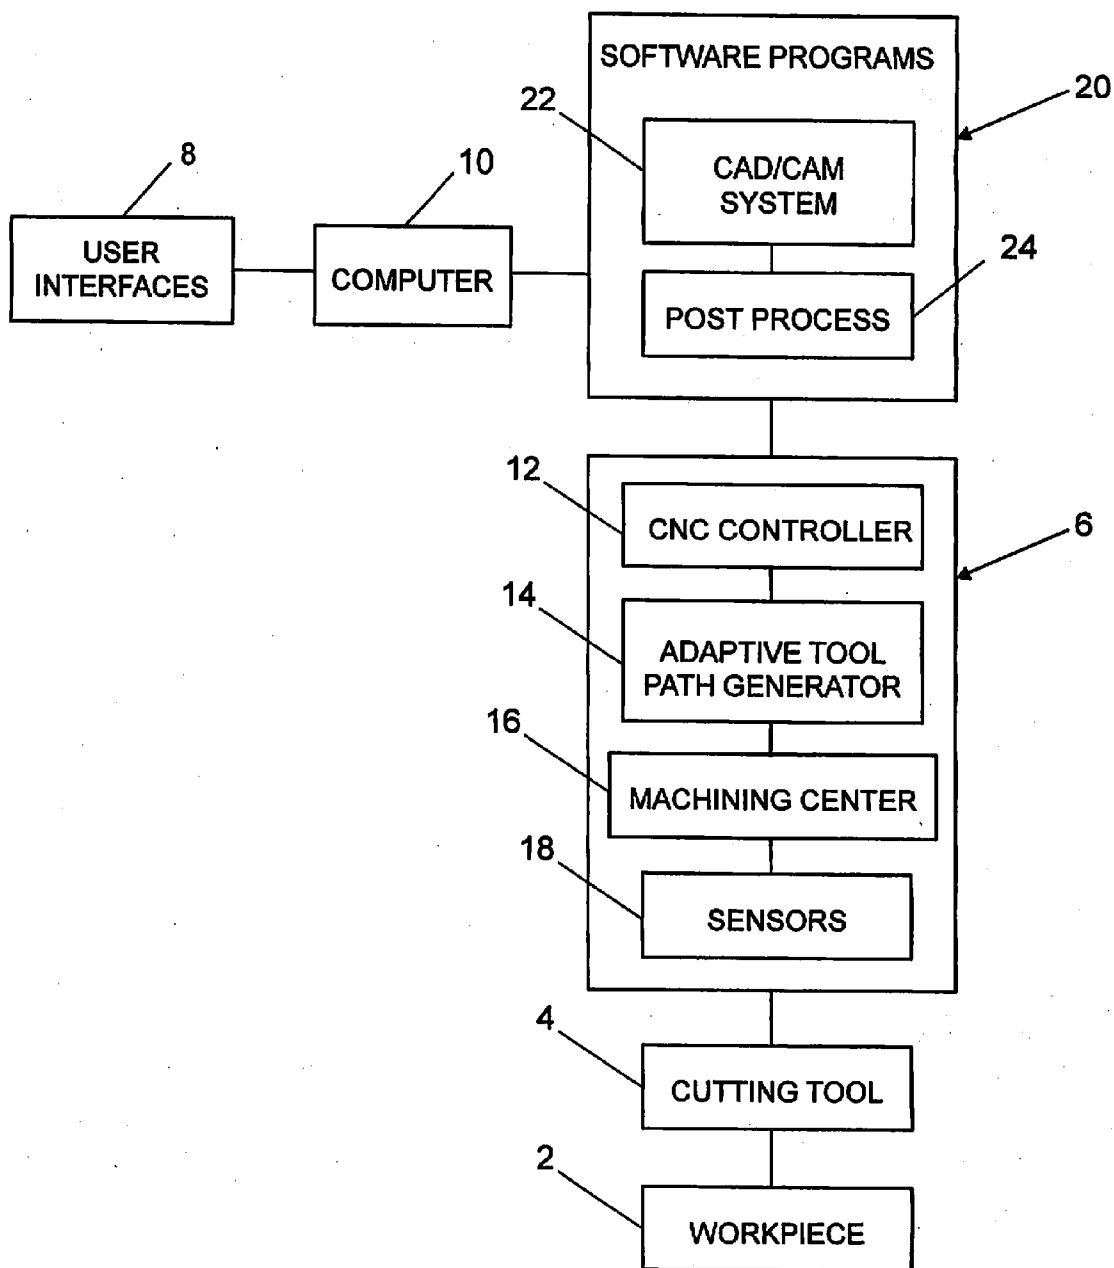 SOFTWARE PROGRAMS
20
22
CAD/CAM
SYSTEM
8
10
USER
INTERFACES
COMPUTER
24
POST PROCESS
12
CNC CONTROLLER
6
14
ADAPTIVE TOOL
PATH GENERATOR
16
MACHINING CENTER
18
SENSORS
4
CUTTING TOOL
2
WORKPIECE